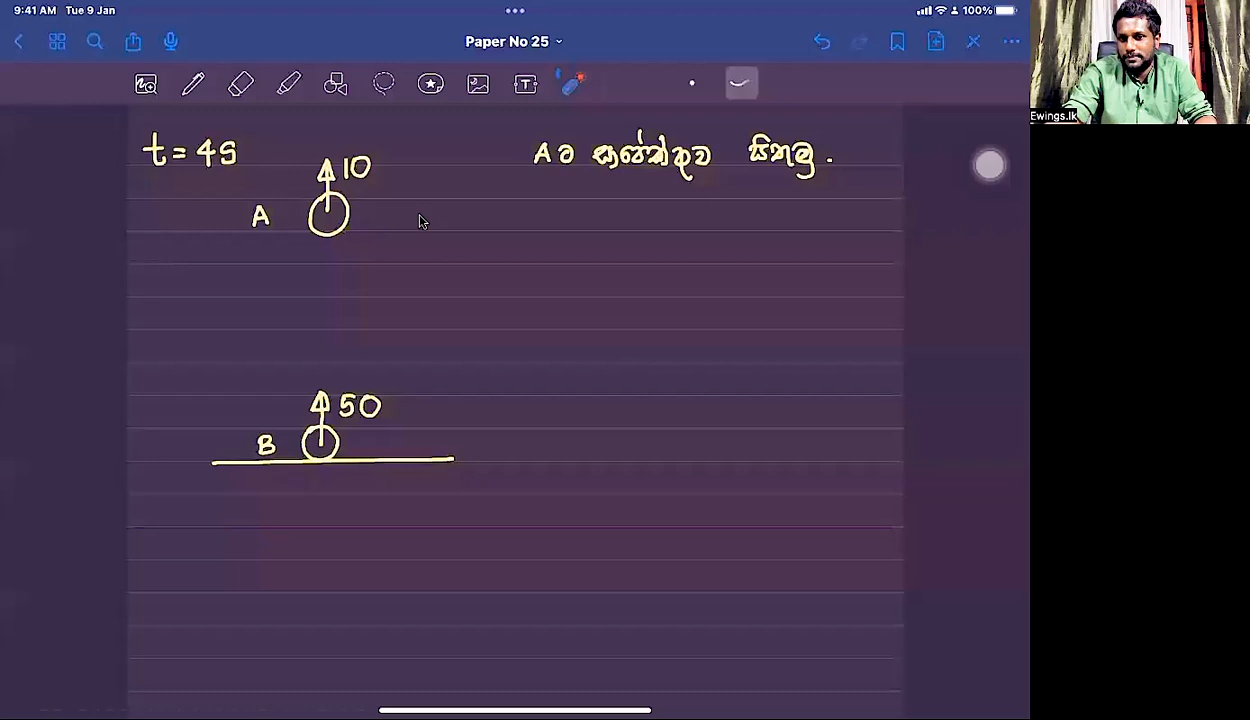 9:41 AM Tue 9 Jan
100%
Paper No 25
Ewings.lk
t = 4s
10
A ට සාපේක්ෂව සිතමු.
A
50
B